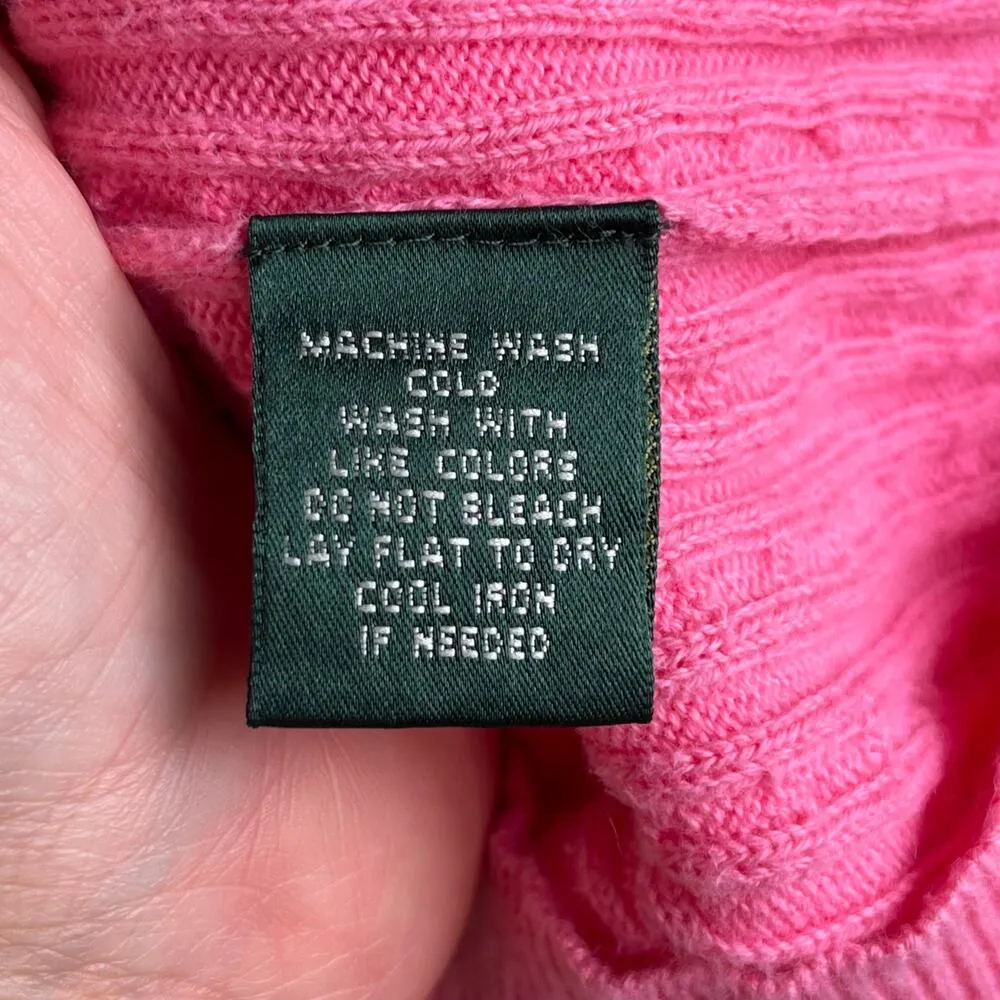 MACHINE WASH
COLD
WASH WITH
LIKE COLORS
DO NOT BLEACH
LAY FLAT TO DRY
COOL IRON
IF NEEDED